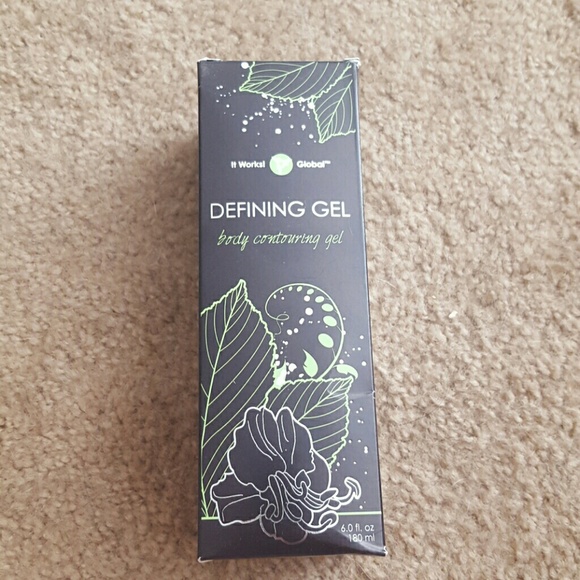 It Works! Global™
DEFINING GEL
body contouring gel
6.0 fl. oz
180 ml